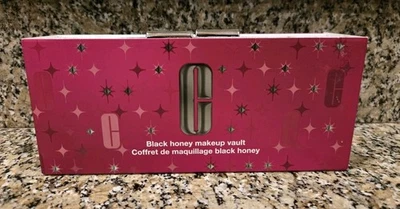 C
Black honey makeup vault
Coffret de maquillage black honey